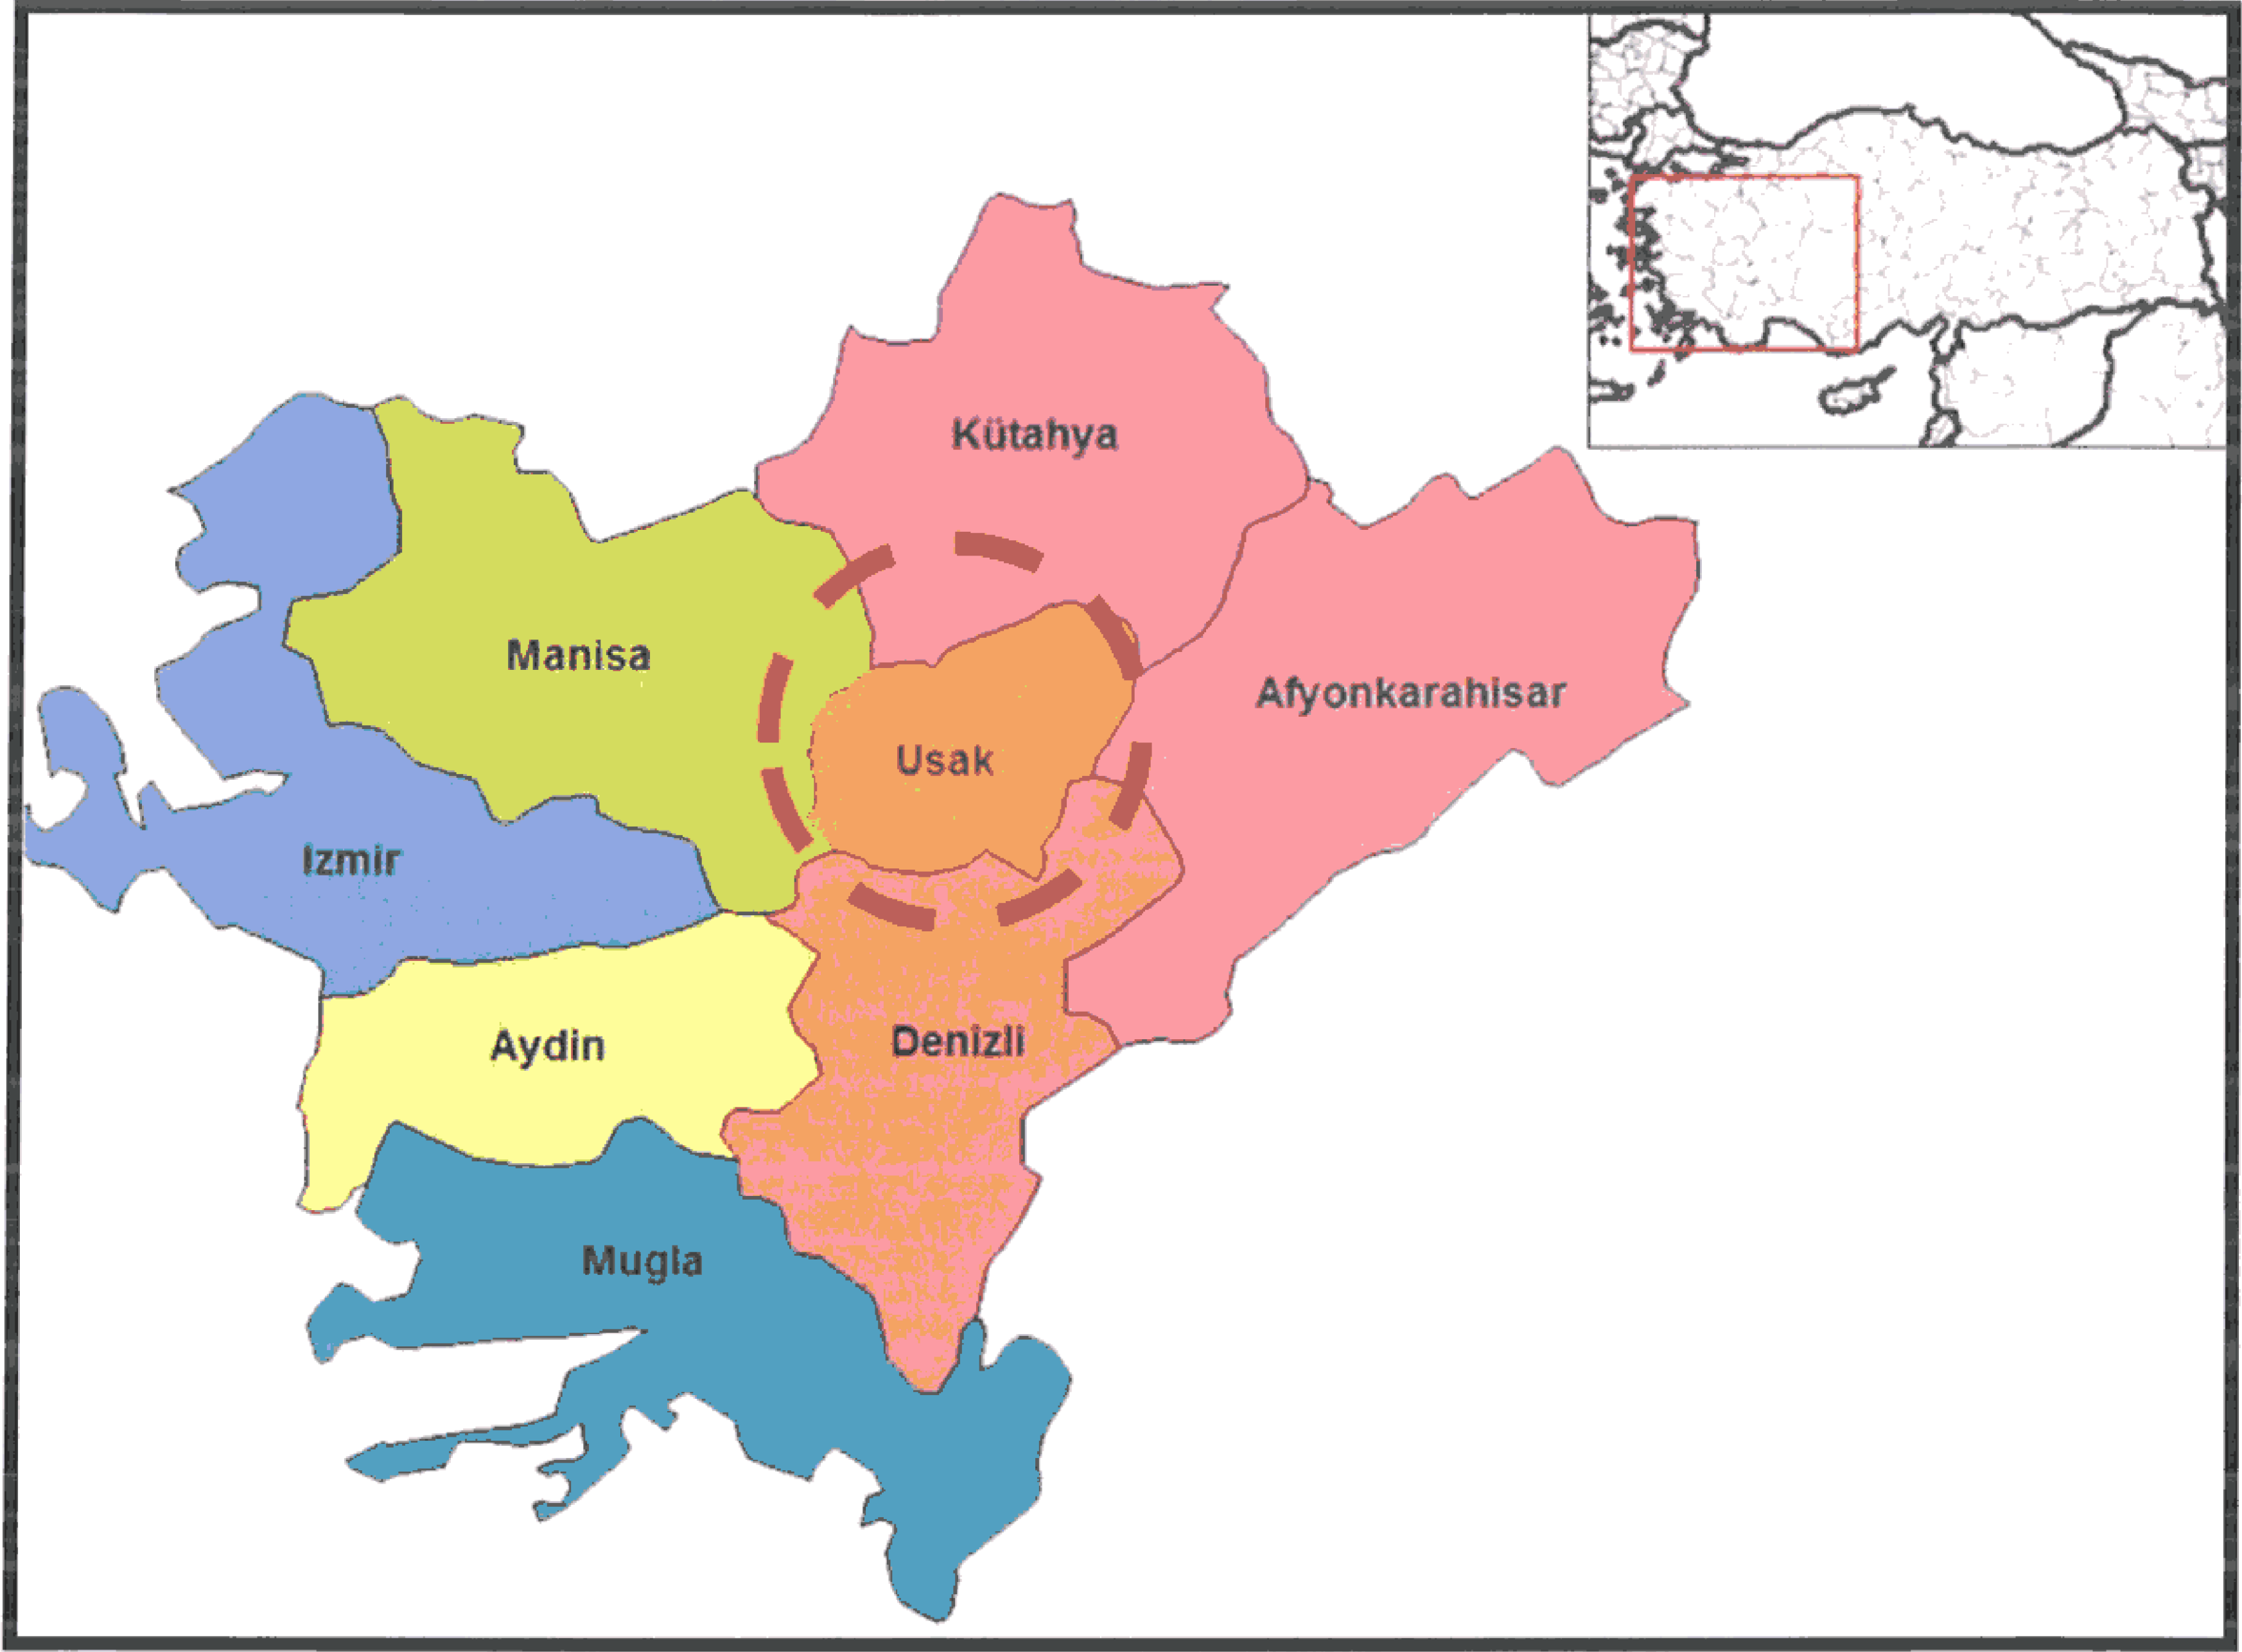 Kütahya
Manisa
Afyonkarahisar
Usak
Izmir
Aydin
Denizli
Mugla